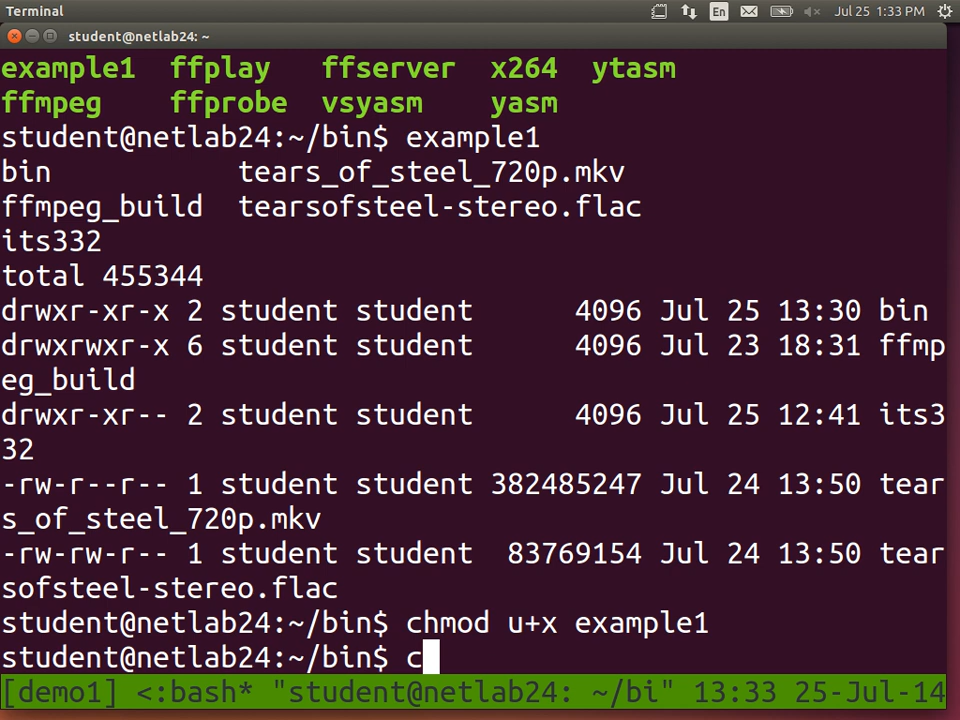 Terminal En Jul 25 1:33 PM
student@netlab24: ~
example1 ffplay ffserver x264 ytasm
ffmpeg ffprobe vsyasm yasm
student@netlab24:~/bin$ example1
bin tears_of_steel_720p.mkv
ffmpeg_build tearsofsteel-stereo.flac
its332
total 455344
drwxr-xr-x 2 student student 4096 Jul 25 13:30 bin
drwxrwxr-x 6 student student 4096 Jul 23 18:31 ffmp
eg_build
drwxr-xr-- 2 student student 4096 Jul 25 12:41 its3
32
-rw-r--r-- 1 student student 382485247 Jul 24 13:50 tear
s_of_steel_720p.mkv
-rw-rw-r-- 1 student student 83769154 Jul 24 13:50 tear
sofsteel-stereo.flac
student@netlab24:~/bin$ chmod u+x example1
student@netlab24:~/bin$ c
[demo1] <:bash* "student@netlab24: ~/bi" 13:33 25-Jul-14